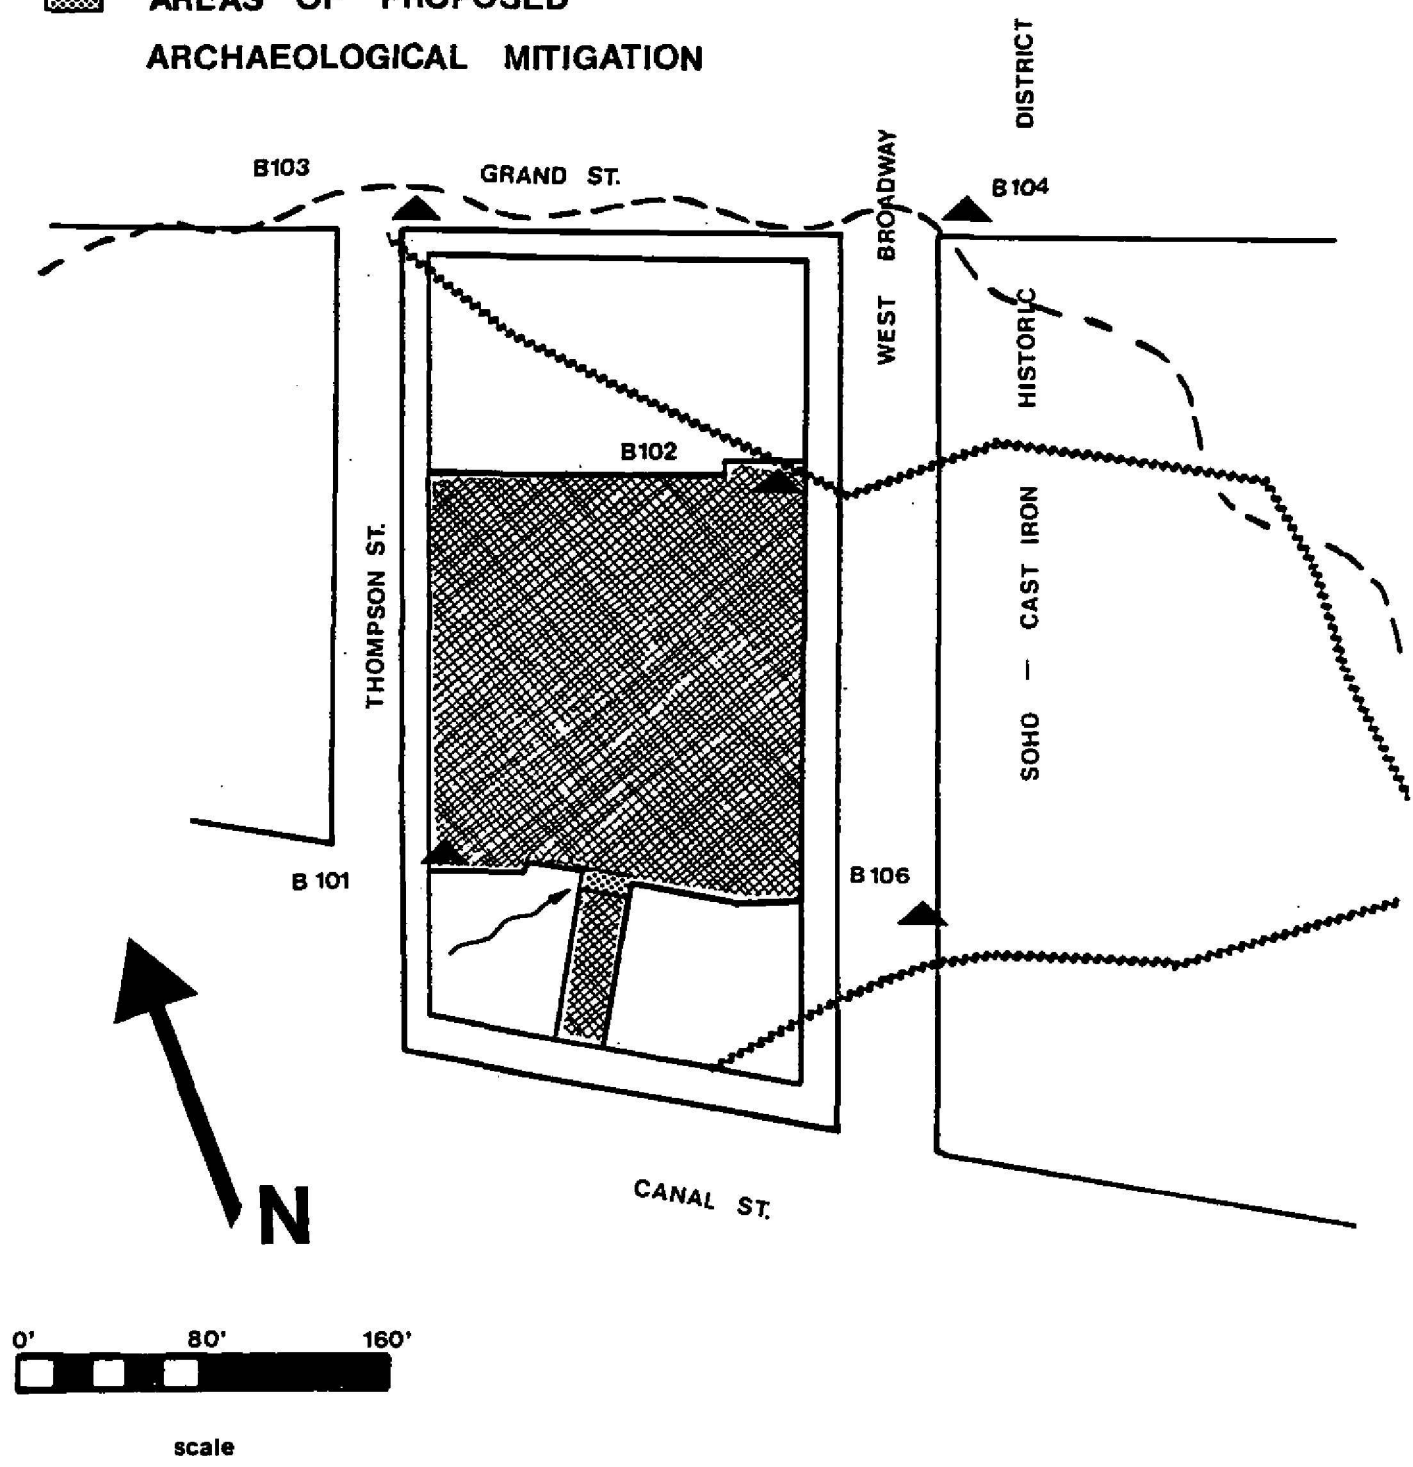 AREAS OF PROPOSED
ARCHAEOLOGICAL MITIGATION
B103
GRAND ST.
WEST BROADWAY
B104
SOHO — CAST IRON HISTORIC DISTRICT
B102
THOMPSON ST.
B 101
B 106
N
CANAL ST.
0' 80' 160'
scale